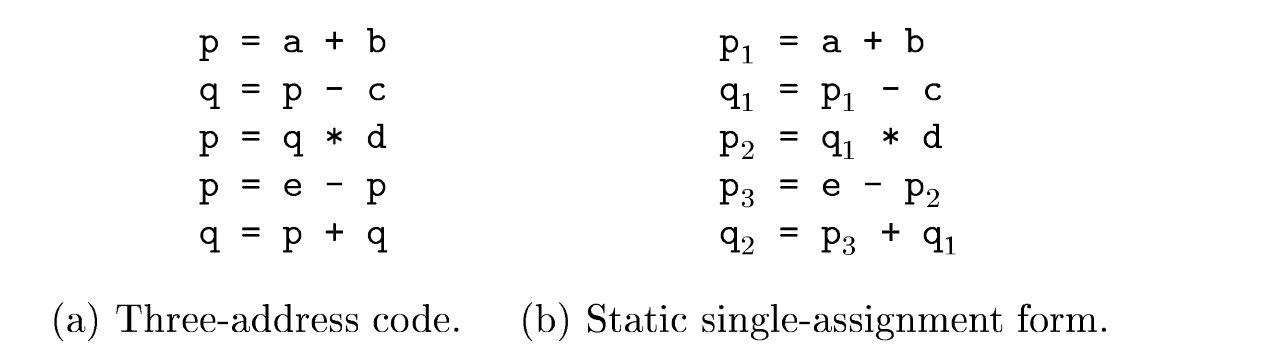 p = a + b
q = p - c
p = q * d
p = e - p
q = p + q
(a) Three-address code.
p₁ = a + b
q₁ = p₁ - c
p₂ = q₁ * d
p₃ = e - p₂
q₂ = p₃ + q₁
(b) Static single-assignment form.